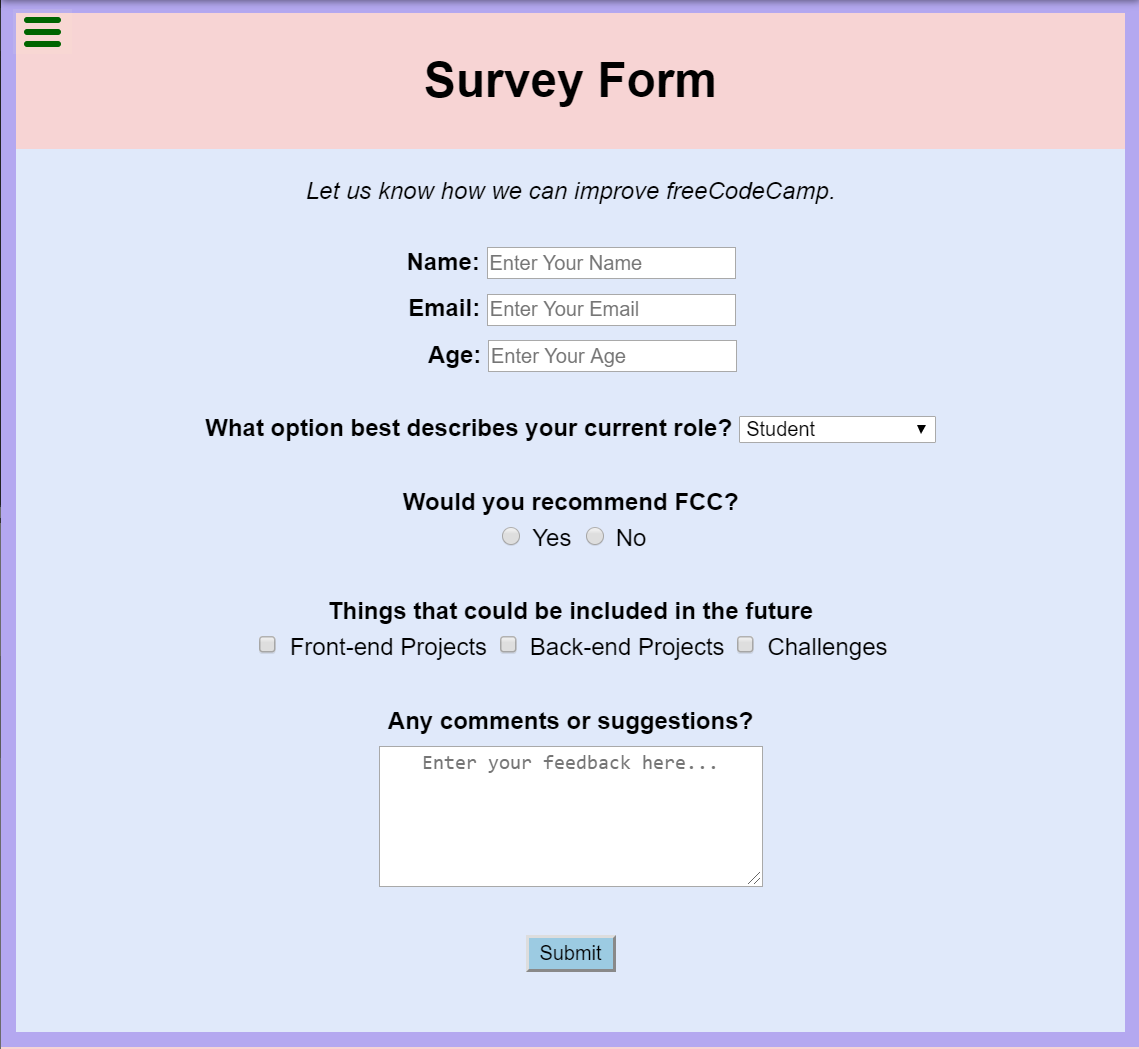 Survey Form
Let us know how we can improve freeCodeCamp.
Name: Enter Your Name
Email: Enter Your Email
Age: Enter Your Age
What option best describes your current role? Student
Would you recommend FCC?
Yes No
Things that could be included in the future
Front-end Projects Back-end Projects Challenges
Any comments or suggestions?
Enter your feedback here...
Submit